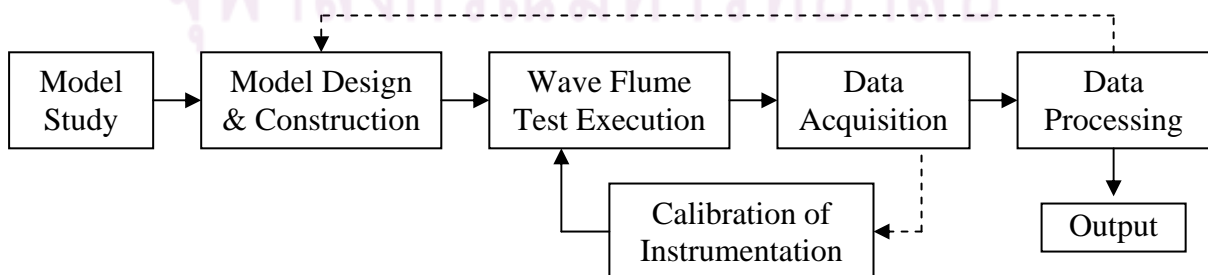 Model
Study
Model Design
& Construction
Wave Flume
Test Execution
Data
Acquisition
Data
Processing
Calibration of
Instrumentation
Output